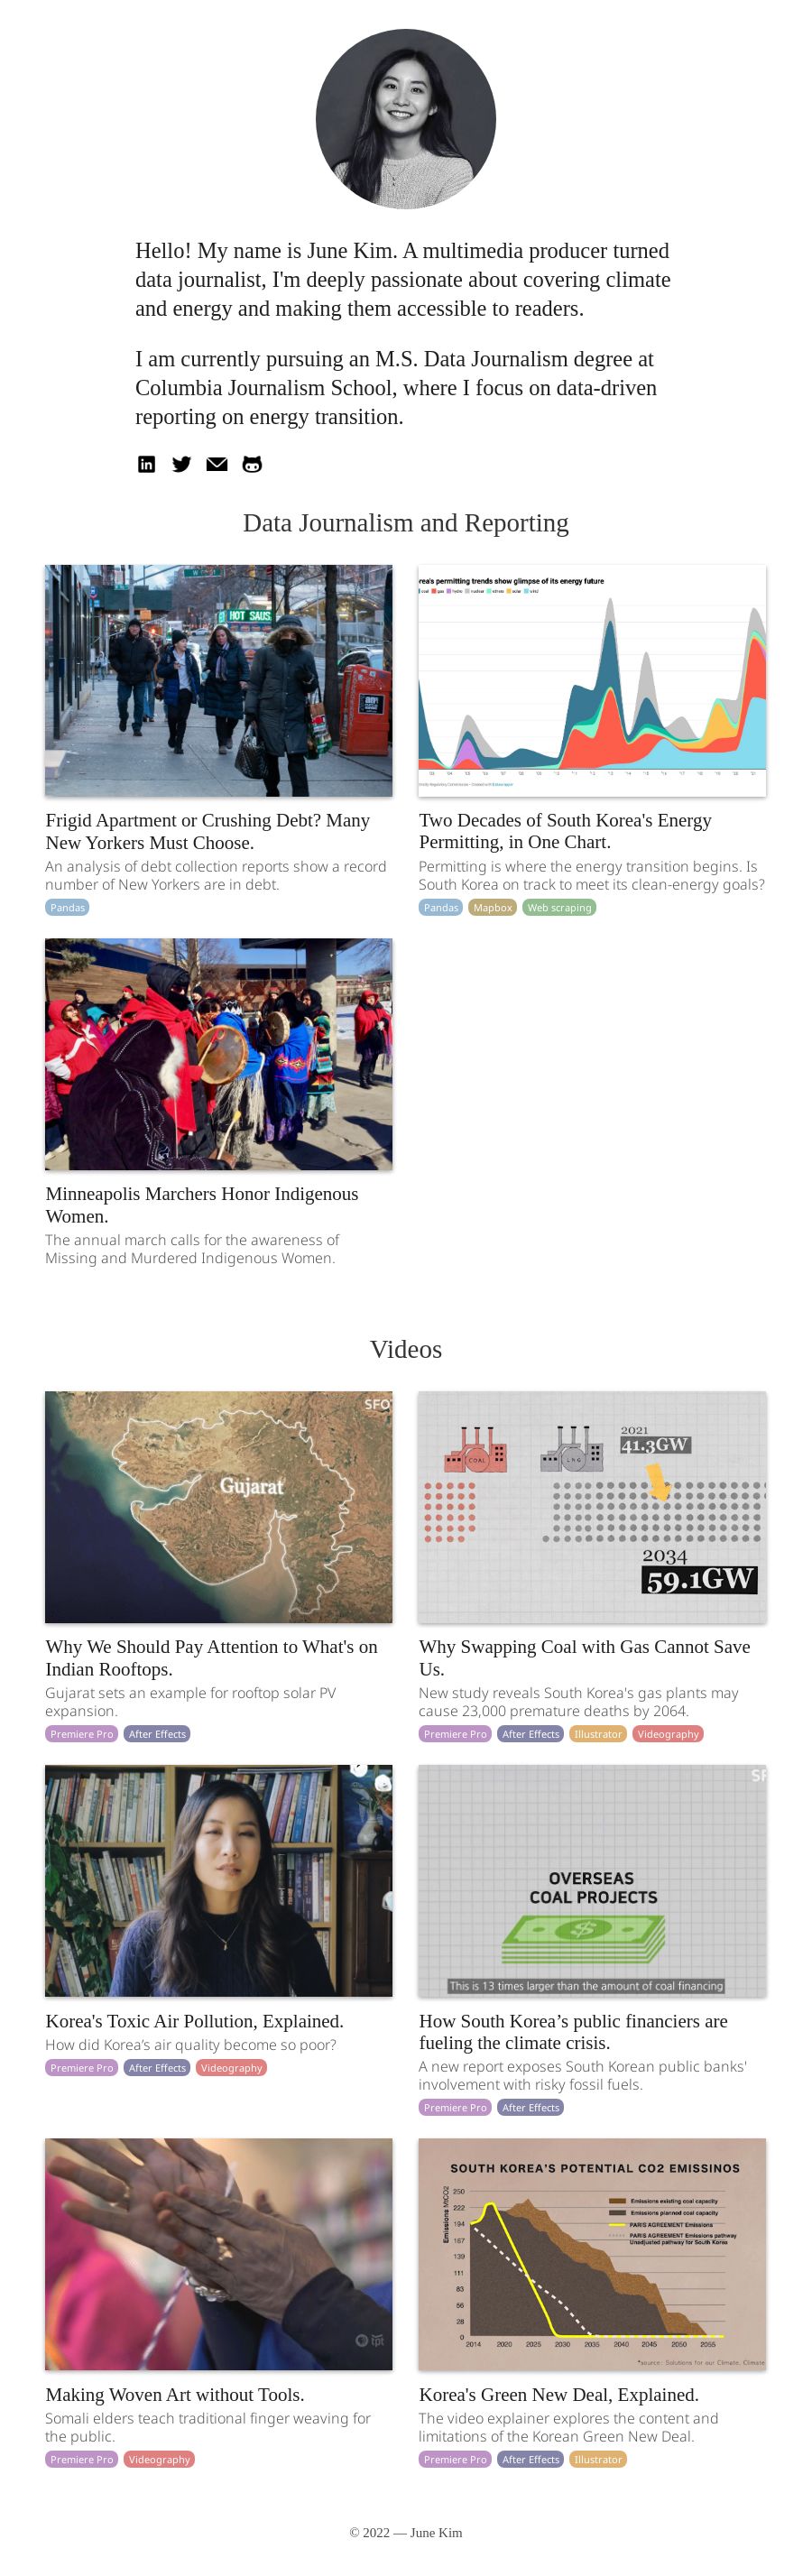 Hello! My name is June Kim. A multimedia producer turned
data journalist, I'm deeply passionate about covering climate
and energy and making them accessible to readers.
I am currently pursuing an M.S. Data Journalism degree at
Columbia Journalism School, where I focus on data-driven
reporting on energy transition.
in
Data Journalism and Reporting
HOT SAUS
rea's permitting trends show glimpse of its energy future
coal gas hydro nuclear others solar wind
Frigid Apartment or Crushing Debt? Many
New Yorkers Must Choose.
An analysis of debt collection reports show a record
number of New Yorkers are in debt.
Pandas
Two Decades of South Korea's Energy
Permitting, in One Chart.
Permitting is where the energy transition begins. Is
South Korea on track to meet its clean-energy goals?
Pandas Mapbox Web scraping
Minneapolis Marchers Honor Indigenous
Women.
The annual march calls for the awareness of
Missing and Murdered Indigenous Women.
Videos
SFO
Gujarat
COAL LNG
2021
41.3GW
2034
59.1GW
Why We Should Pay Attention to What's on
Indian Rooftops.
Gujarat sets an example for rooftop solar PV
expansion.
Premiere Pro After Effects
Why Swapping Coal with Gas Cannot Save
Us.
New study reveals South Korea's gas plants may
cause 23,000 premature deaths by 2064.
Premiere Pro After Effects Illustrator Videography
SF
OVERSEAS
COAL PROJECTS
$
This is 13 times larger than the amount of coal financing
Korea's Toxic Air Pollution, Explained.
How did Korea’s air quality become so poor?
Premiere Pro After Effects Videography
How South Korea’s public financiers are
fueling the climate crisis.
A new report exposes South Korean public banks'
involvement with risky fossil fuels.
Premiere Pro After Effects
tpt
SOUTH KOREA'S POTENTIAL CO2 EMISSINOS
Emissions MtCO2
250
222
194
167
139
111
83
56
28
0
2014 2020 2025 2030 2035 2040 2045 2050 2055
Emissions existing coal capacity
Emissions planned coal capacity
PARIS AGREEMENT Emissions
PARIS AGREEMENT Emissions pathway
Unadjusted pathway for South Korea
*source: Solutions for our Climate, Climate
Making Woven Art without Tools.
Somali elders teach traditional finger weaving for
the public.
Premiere Pro Videography
Korea's Green New Deal, Explained.
The video explainer explores the content and
limitations of the Korean Green New Deal.
Premiere Pro After Effects Illustrator
© 2022 — June Kim